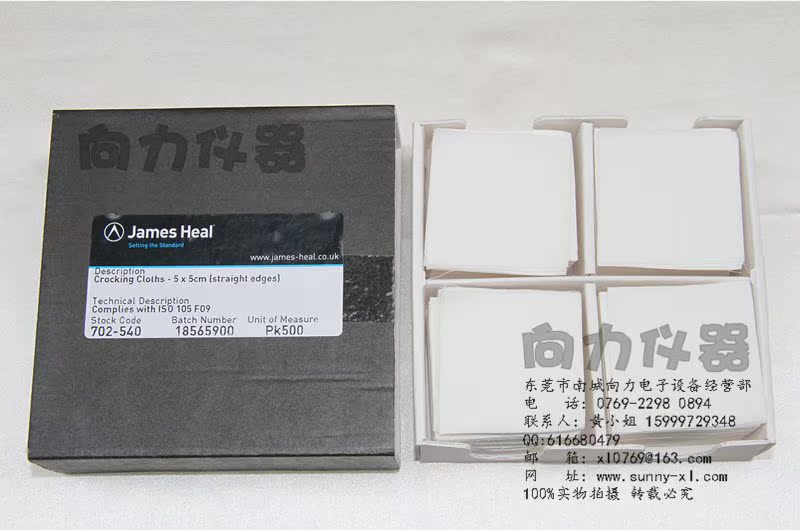 向力仪器
James Heal
Setting the Standard
www.james-heal.co.uk
Description
Crocking Cloths - 5 x 5cm (straight edges)
Technical Description
Complies with ISO 105 F09
Stock Code Batch Number Unit of Measure
702-540 18565900 Pk500
向力仪器
东莞市南城向力电子设备经营部
电 话: 0769-2298 0894
联系人: 黄小姐 15999729348
QQ:616680479
邮 箱: xl0769@163.com
网 址: www.sunny-xl.com
100%实物拍摄 转载必究